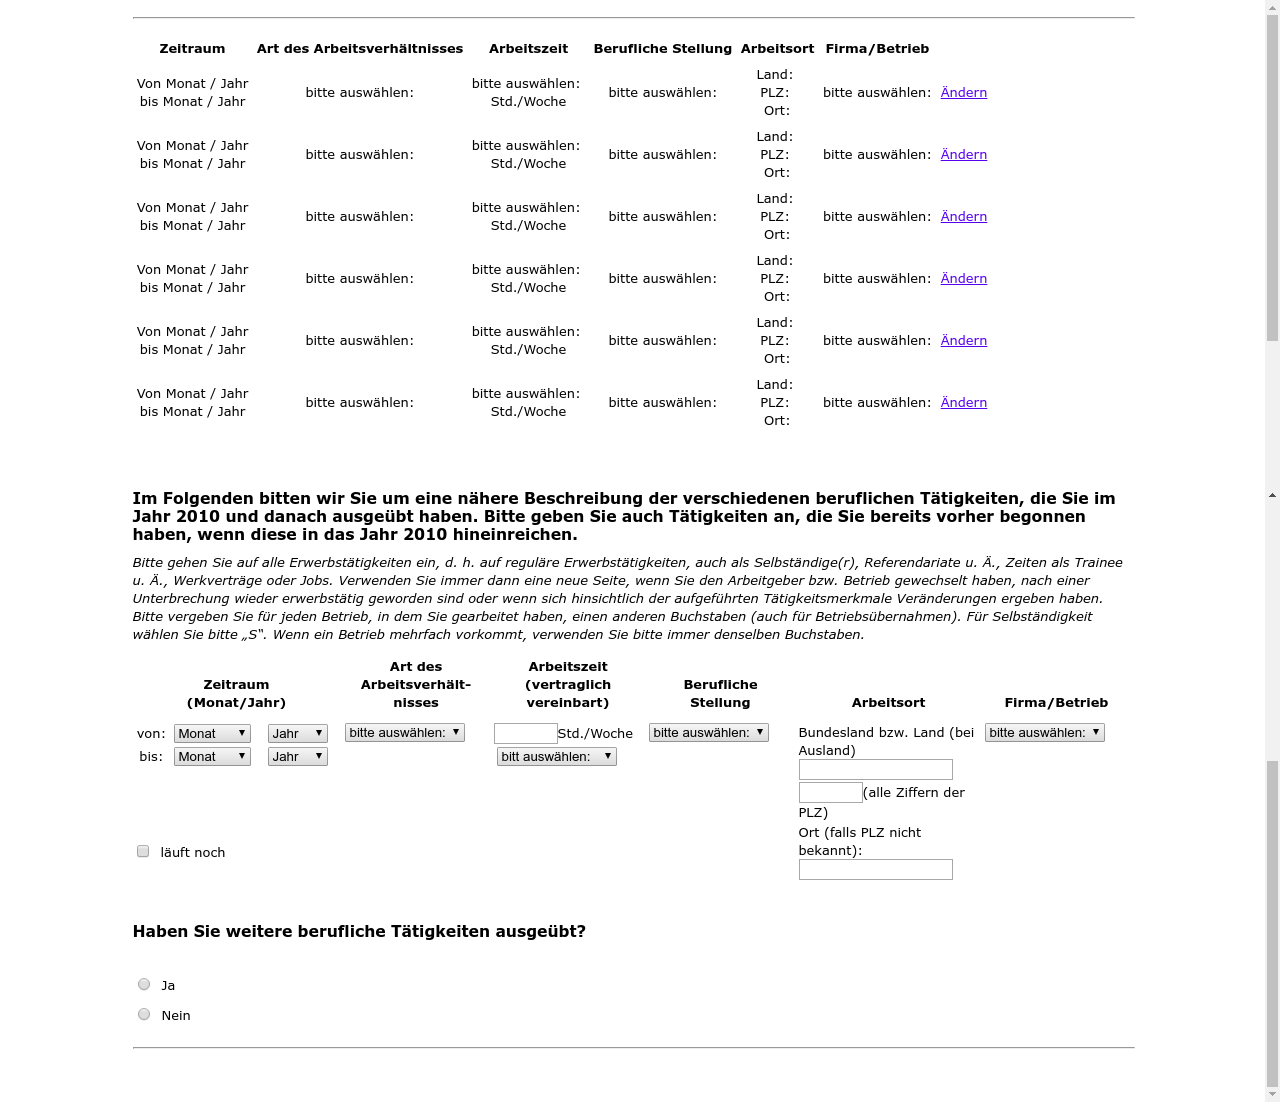 Zeitraum Art des Arbeitsverhältnisses Arbeitszeit Berufliche Stellung Arbeitsort Firma/Betrieb
Von Monat / Jahr
bis Monat / Jahr
bitte auswählen:
bitte auswählen:
Std./Woche
bitte auswählen:
Land:
PLZ:
Ort:
bitte auswählen:
Ändern
Von Monat / Jahr
bis Monat / Jahr
bitte auswählen:
bitte auswählen:
Std./Woche
bitte auswählen:
Land:
PLZ:
Ort:
bitte auswählen:
Ändern
Von Monat / Jahr
bis Monat / Jahr
bitte auswählen:
bitte auswählen:
Std./Woche
bitte auswählen:
Land:
PLZ:
Ort:
bitte auswählen:
Ändern
Von Monat / Jahr
bis Monat / Jahr
bitte auswählen:
bitte auswählen:
Std./Woche
bitte auswählen:
Land:
PLZ:
Ort:
bitte auswählen:
Ändern
Von Monat / Jahr
bis Monat / Jahr
bitte auswählen:
bitte auswählen:
Std./Woche
bitte auswählen:
Land:
PLZ:
Ort:
bitte auswählen:
Ändern
Von Monat / Jahr
bis Monat / Jahr
bitte auswählen:
bitte auswählen:
Std./Woche
bitte auswählen:
Land:
PLZ:
Ort:
bitte auswählen:
Ändern
Im Folgenden bitten wir Sie um eine nähere Beschreibung der verschiedenen beruflichen Tätigkeiten, die Sie im
Jahr 2010 und danach ausgeübt haben. Bitte geben Sie auch Tätigkeiten an, die Sie bereits vorher begonnen
haben, wenn diese in das Jahr 2010 hineinreichen.
Bitte gehen Sie auf alle Erwerbstätigkeiten ein, d. h. auf reguläre Erwerbstätigkeiten, auch als Selbständige(r), Referendariate u. Ä., Zeiten als Trainee
u. Ä., Werkverträge oder Jobs. Verwenden Sie immer dann eine neue Seite, wenn Sie den Arbeitgeber bzw. Betrieb gewechselt haben, nach einer
Unterbrechung wieder erwerbstätig geworden sind oder wenn sich hinsichtlich der aufgeführten Tätigkeitsmerkmale Veränderungen ergeben haben.
Bitte vergeben Sie für jeden Betrieb, in dem Sie gearbeitet haben, einen anderen Buchstaben (auch für Betriebsübernahmen). Für Selbständigkeit
wählen Sie bitte „S“. Wenn ein Betrieb mehrfach vorkommt, verwenden Sie bitte immer denselben Buchstaben.
Zeitraum
(Monat/Jahr)
Art des
Arbeitsverhält-
nisses
Arbeitszeit
(vertraglich
vereinbart)
Berufliche
Stellung
Arbeitsort
Firma/Betrieb
von: Monat Jahr
bis: Monat Jahr
bitte auswählen:
Std./Woche
bitt auswählen:
bitte auswählen:
Bundesland bzw. Land (bei
Ausland)
(alle Ziffern der
PLZ)
Ort (falls PLZ nicht
bekannt):
bitte auswählen:
läuft noch
Haben Sie weitere berufliche Tätigkeiten ausgeübt?
Ja
Nein